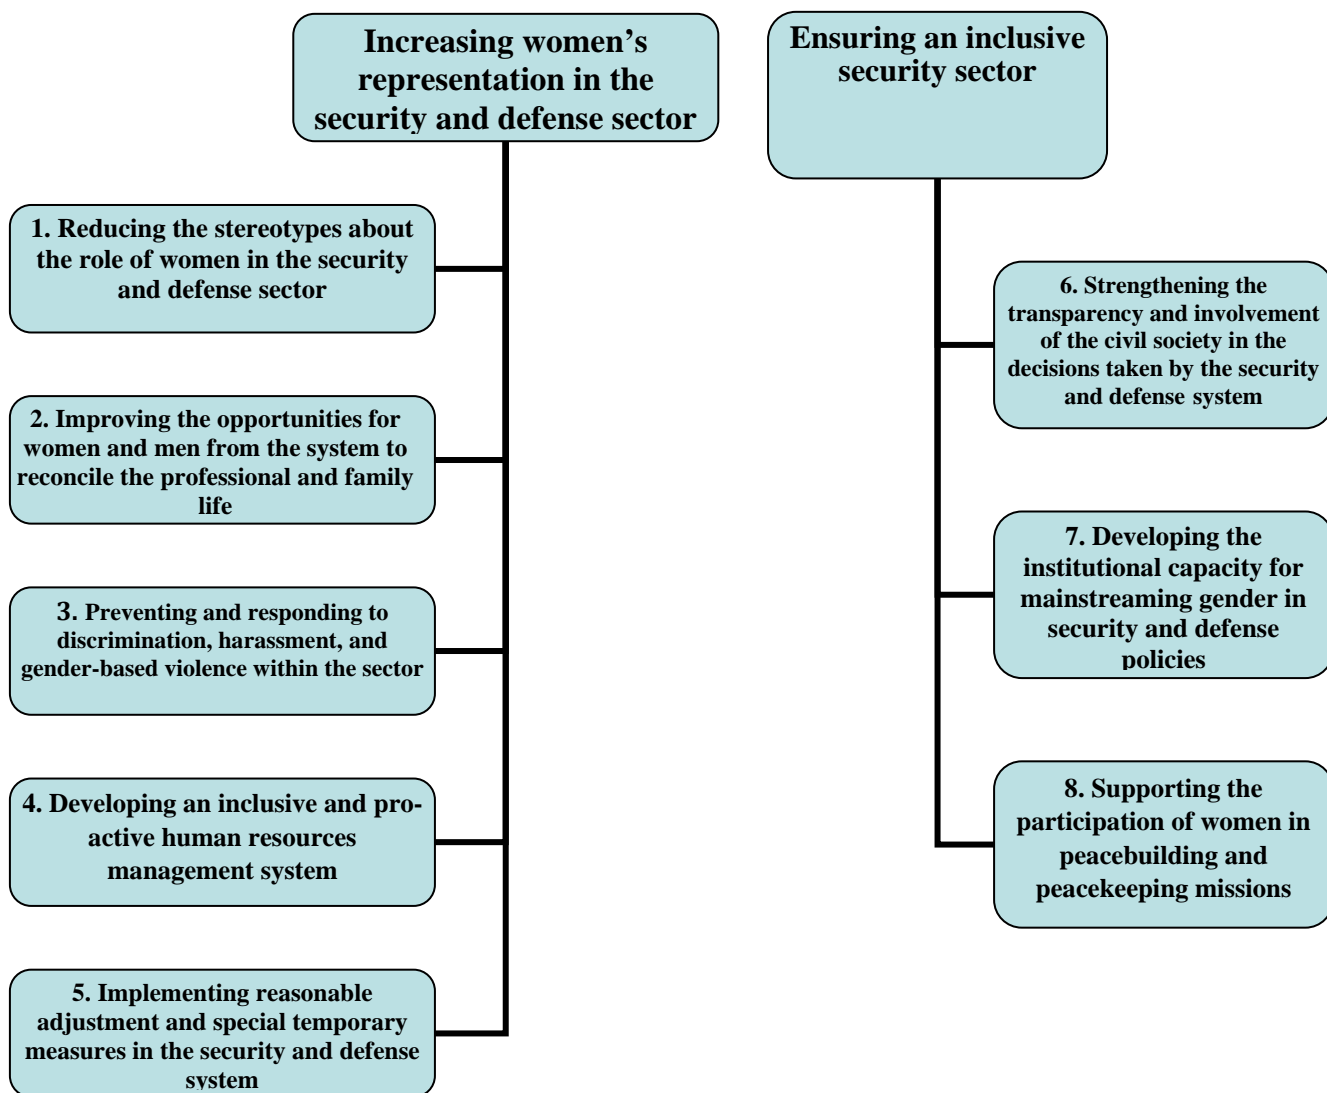 Increasing women’s
representation in the
security and defense sector
Ensuring an inclusive
security sector
1. Reducing the stereotypes about
the role of women in the security
and defense sector
2. Improving the opportunities for
women and men from the system to
reconcile the professional and family
life
3. Preventing and responding to
discrimination, harassment, and
gender-based violence within the sector
4. Developing an inclusive and pro-
active human resources
management system
5. Implementing reasonable
adjustment and special temporary
measures in the security and defense
system
6. Strengthening the
transparency and involvement
of the civil society in the
decisions taken by the security
and defense system
7. Developing the
institutional capacity for
mainstreaming gender in
security and defense
policies
8. Supporting the
participation of women in
peacebuilding and
peacekeeping missions